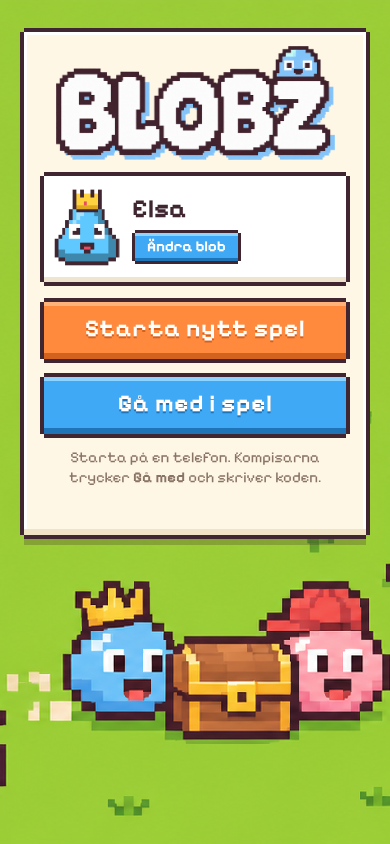 BLOBZ
Elsa
Ändra blob
Starta nytt spel
Gå med i spel
Starta på en telefon. Kompisarna
trycker Gå med och skriver koden.